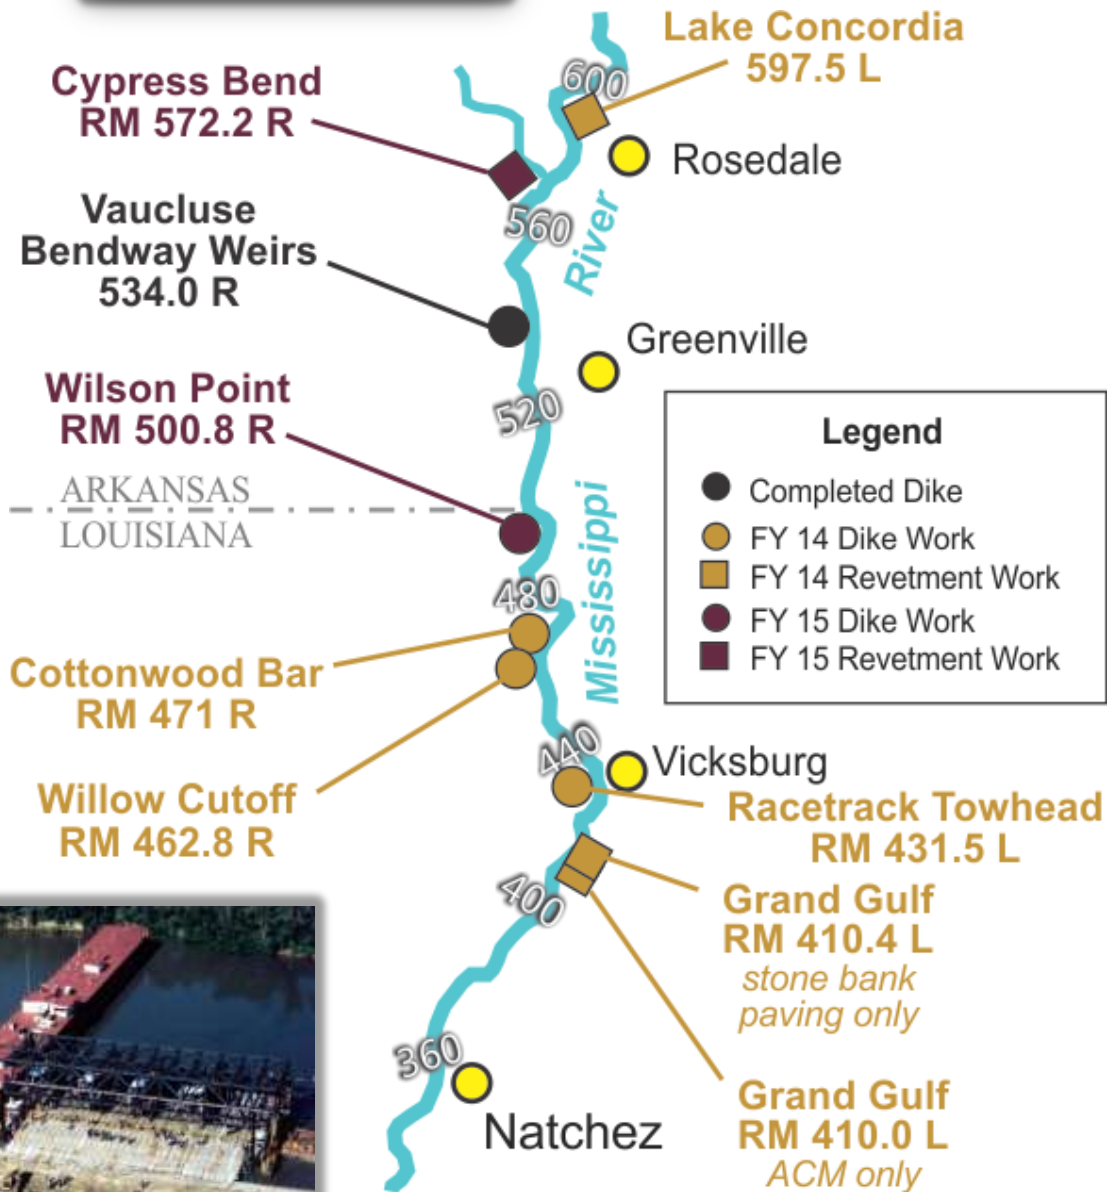 Lake Concordia
597.5 L
Cypress Bend
RM 572.2 R
600
Rosedale
Vaucluse
Bendway Weirs
534.0 R
560
River
Greenville
Wilson Point
RM 500.8 R
520
Legend
Completed Dike
FY 14 Dike Work
FY 14 Revetment Work
FY 15 Dike Work
FY 15 Revetment Work
ARKANSAS
LOUISIANA
Mississippi
480
Cottonwood Bar
RM 471 R
440
Vicksburg
Willow Cutoff
RM 462.8 R
Racetrack Towhead
RM 431.5 L
400
Grand Gulf
RM 410.4 L
stone bank
paving only
360
Natchez
Grand Gulf
RM 410.0 L
ACM only